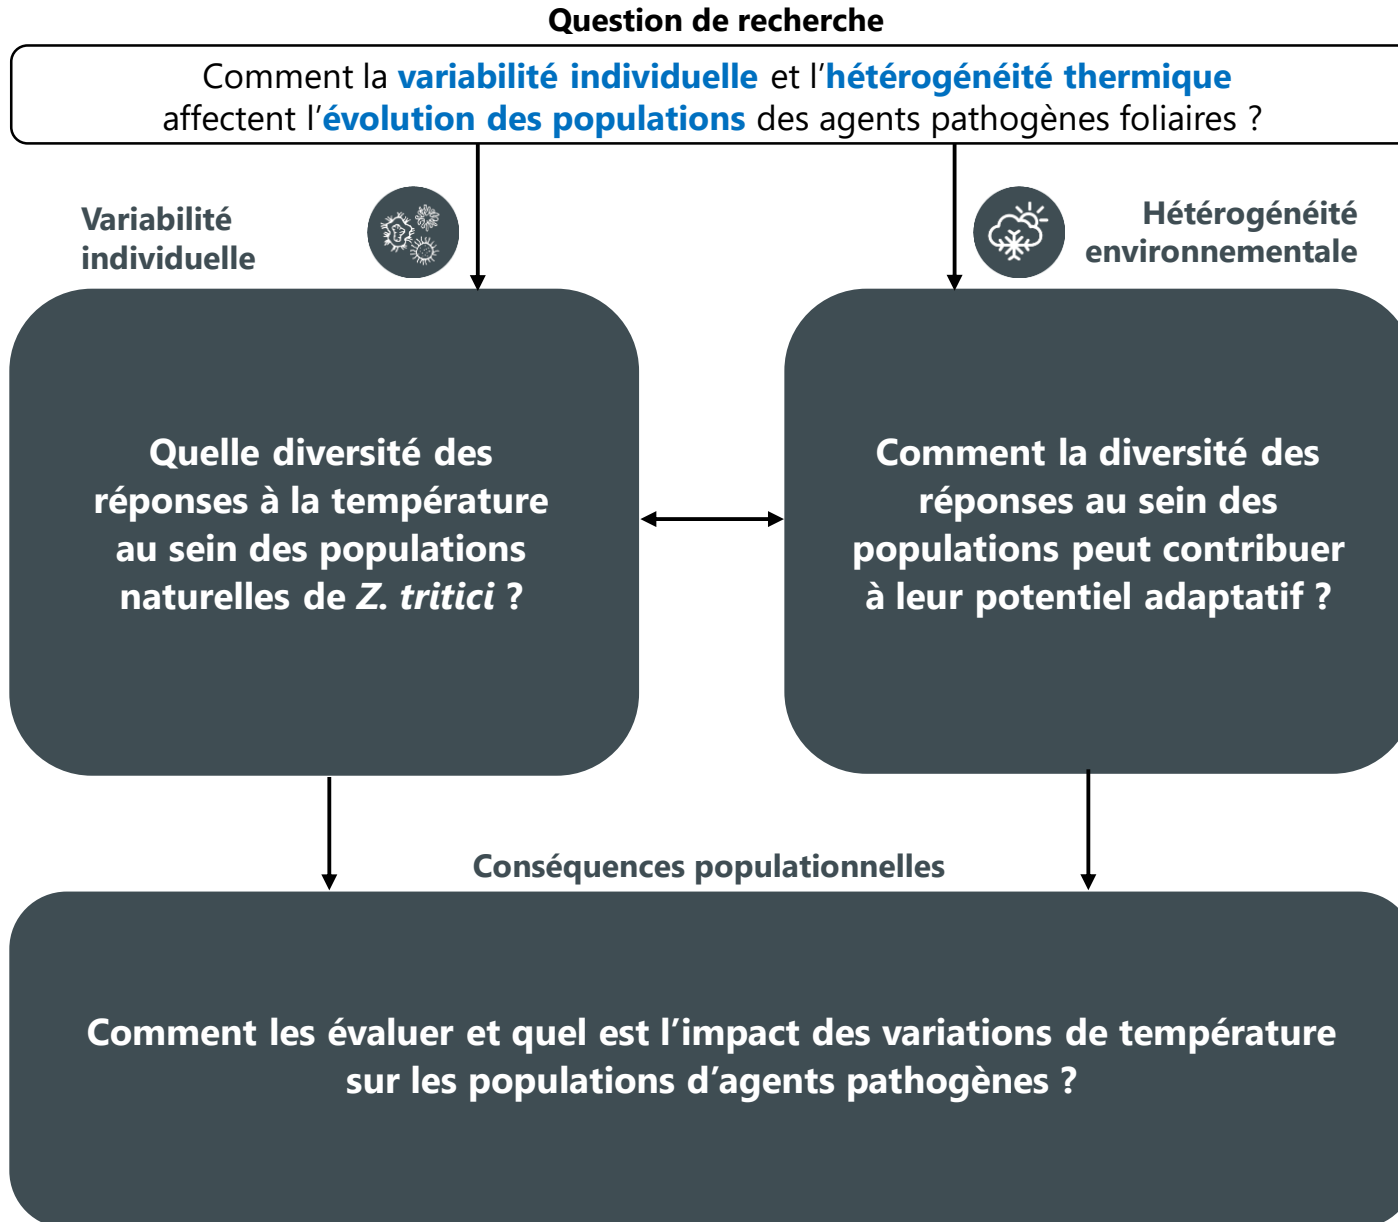 Question de recherche
Comment la variabilité individuelle et l’hétérogénéité thermique
affectent l’évolution des populations des agents pathogènes foliaires ?
Variabilité
individuelle
Hétérogénéité
environnementale
Quelle diversité des
réponses à la température
au sein des populations
naturelles de Z. tritici ?
Comment la diversité des
réponses au sein des
populations peut contribuer
à leur potentiel adaptatif ?
Conséquences populationnelles
Comment les évaluer et quel est l’impact des variations de température
sur les populations d’agents pathogènes ?